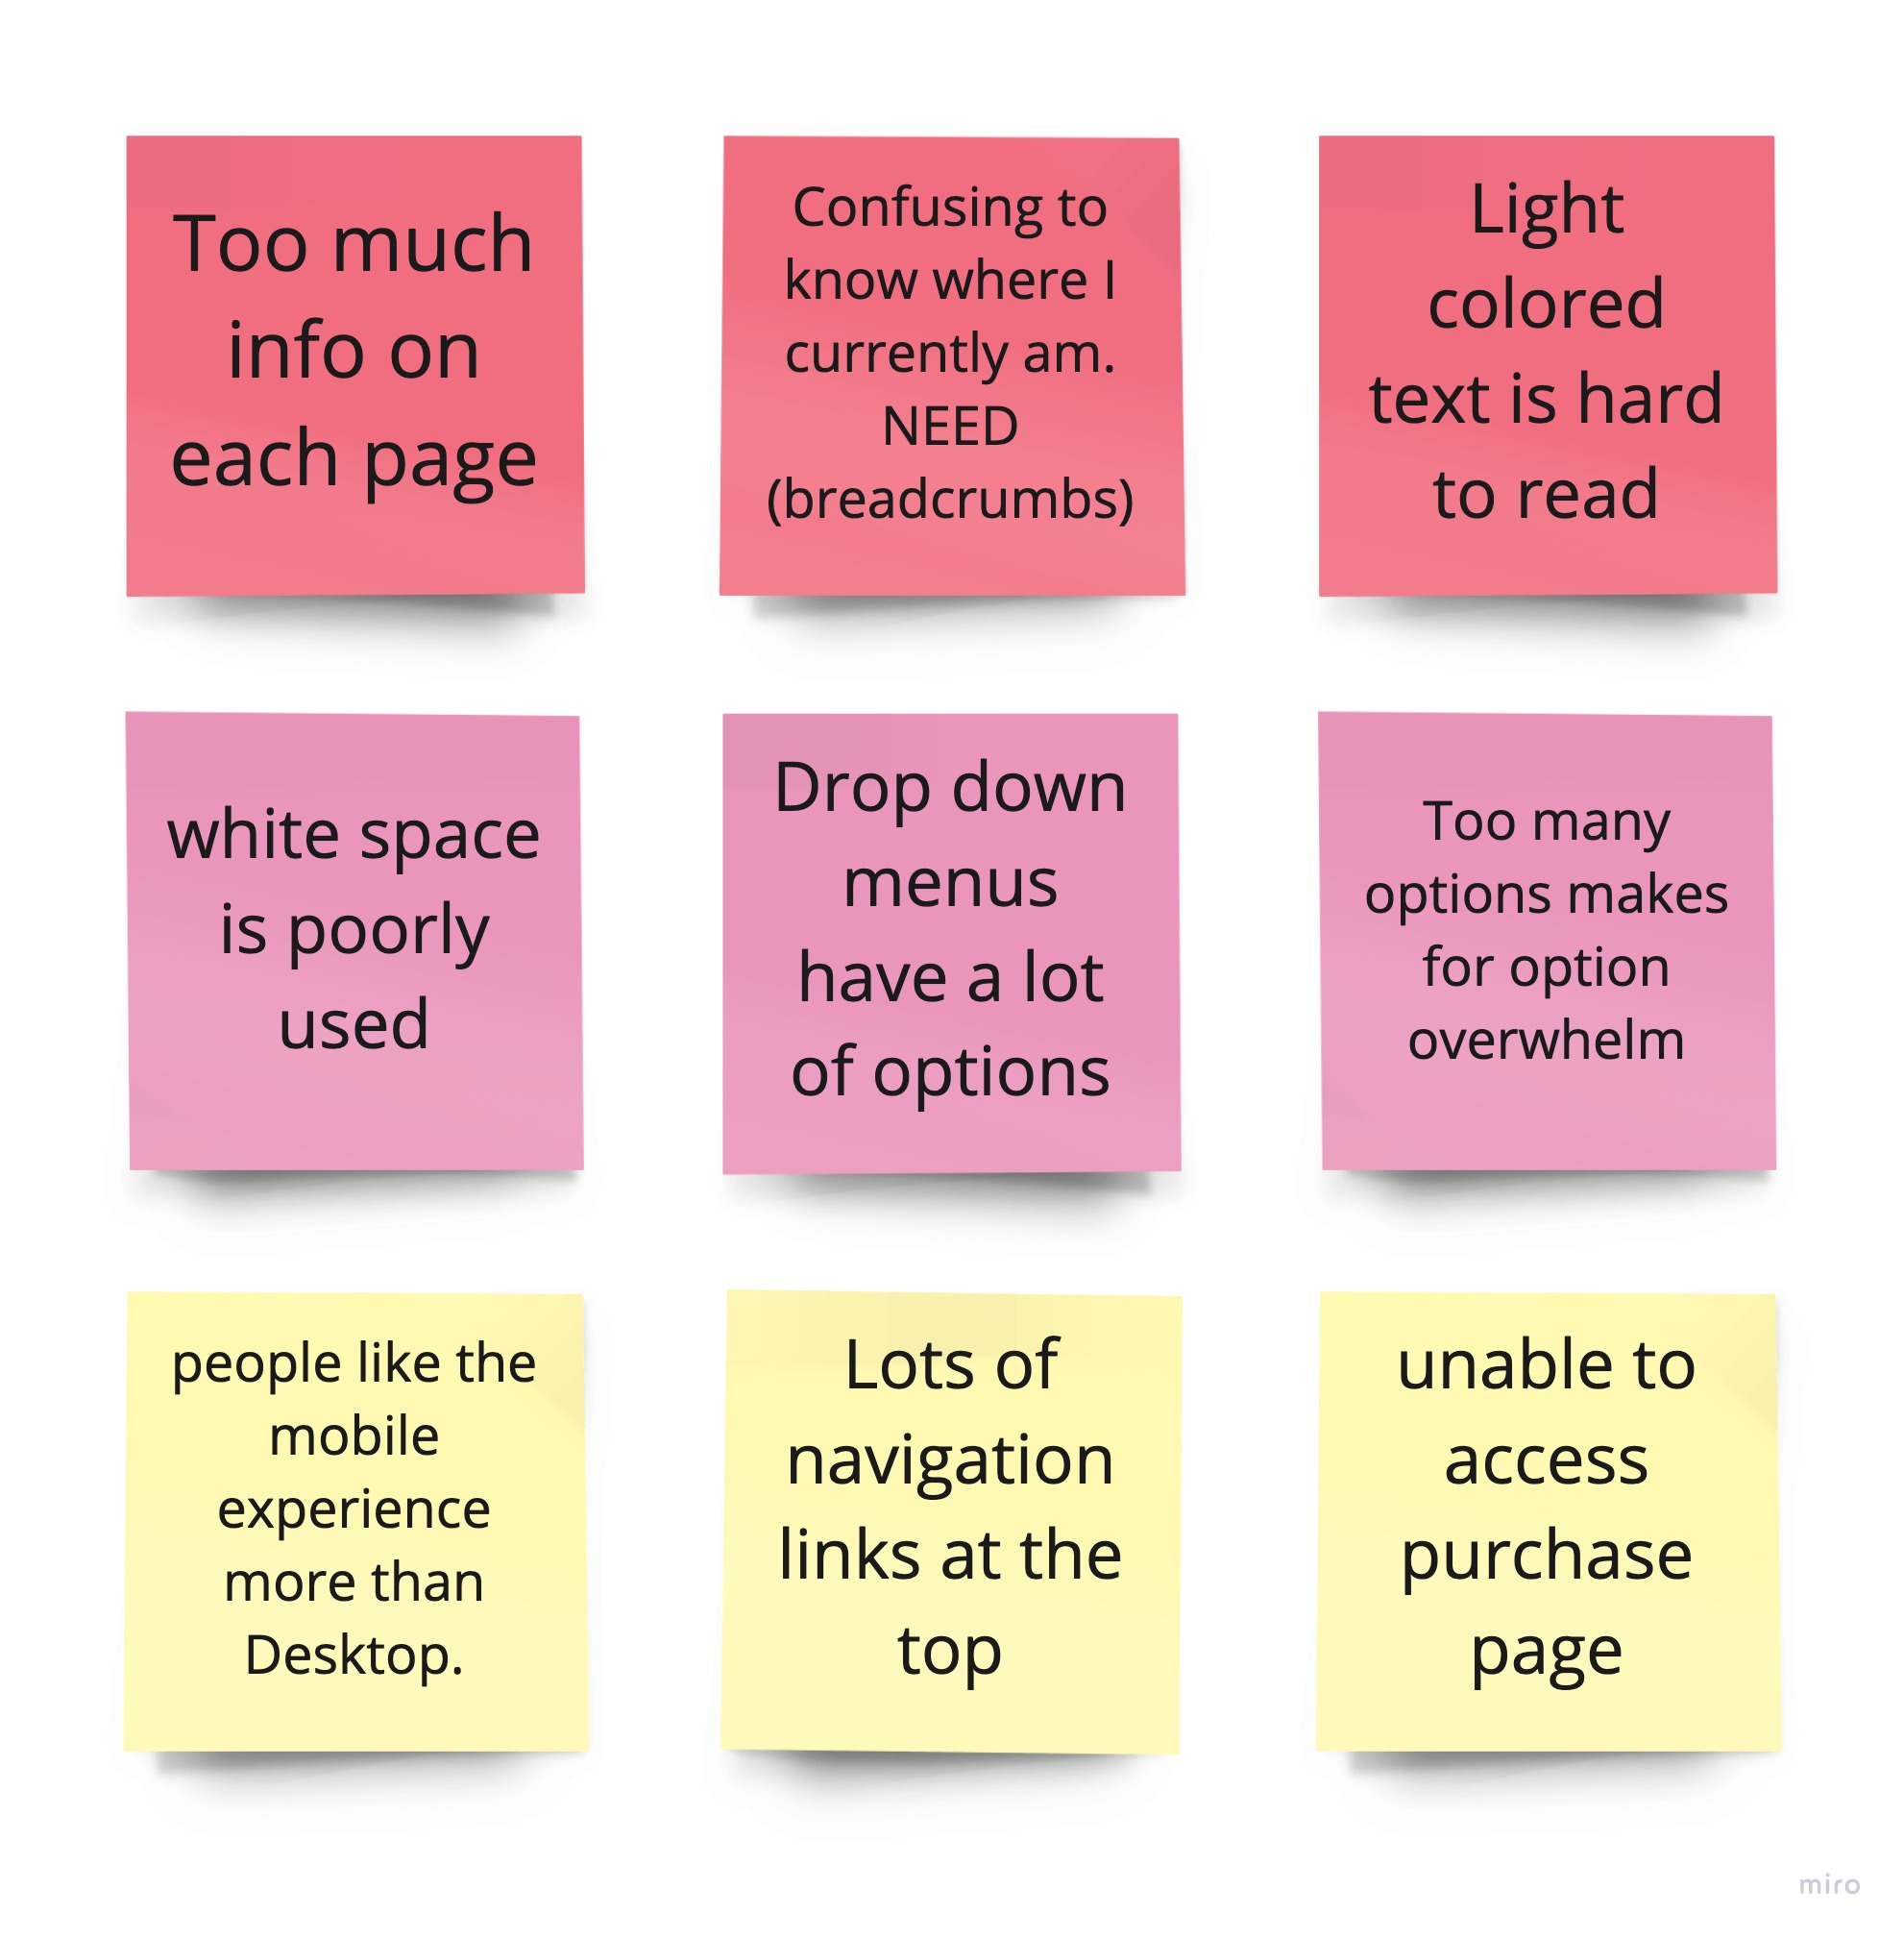 Too much
info on
each page
Confusing to
know where I
currently am.
NEED
(breadcrumbs)
Light
colored
text is hard
to read
white space
is poorly
used
Drop down
menus
have a lot
of options
Too many
options makes
for option
overwhelm
people like the
mobile
experience
more than
Desktop.
Lots of
navigation
links at the
top
unable to
access
purchase
page
miro